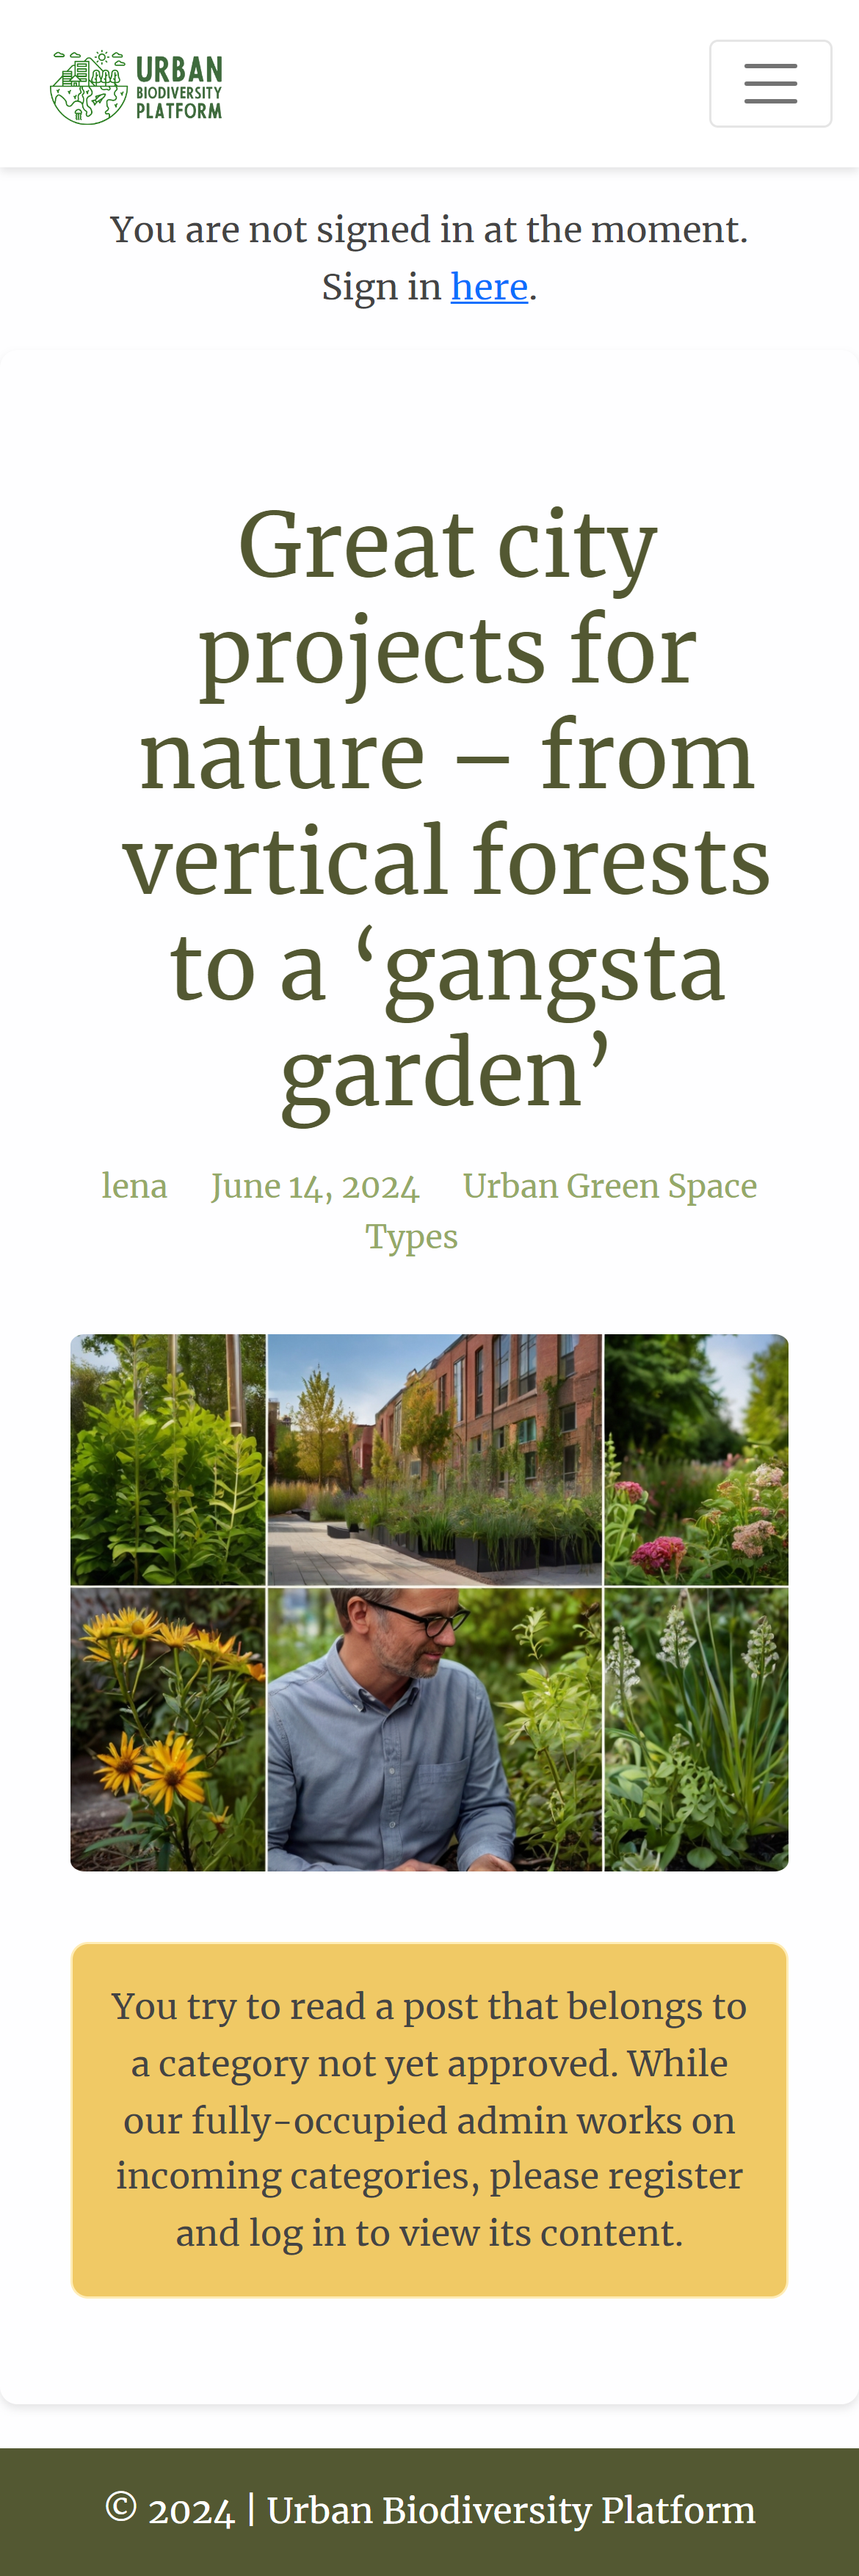 URBAN
BIODIVERSITY
PLATFORM
You are not signed in at the moment.
Sign in here.
Great city
projects for
nature – from
vertical forests
to a ‘gangsta
garden’
lena June 14, 2024 Urban Green Space
Types
You try to read a post that belongs to
a category not yet approved. While
our fully-occupied admin works on
incoming categories, please register
and log in to view its content.
© 2024 | Urban Biodiversity Platform